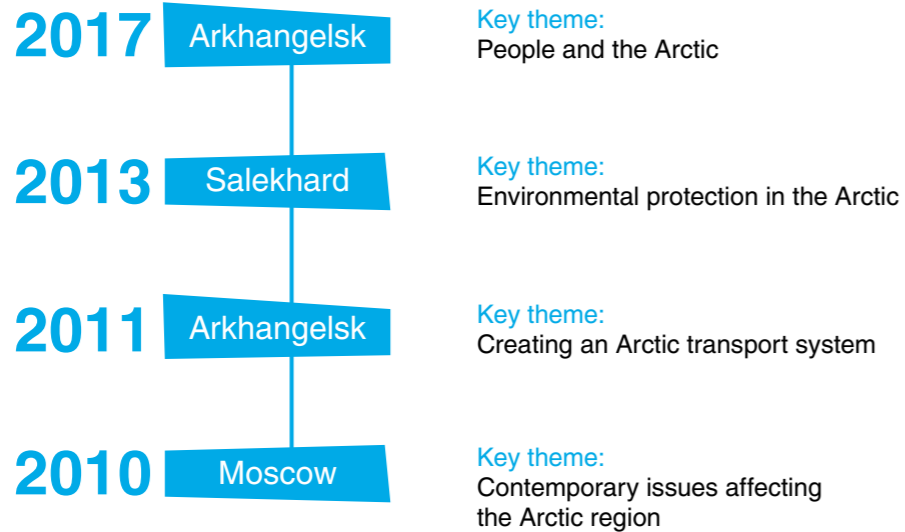 2017 Arkhangelsk
Key theme:
People and the Arctic
2013 Salekhard
Key theme:
Environmental protection in the Arctic
2011 Arkhangelsk
Key theme:
Creating an Arctic transport system
2010 Moscow
Key theme:
Contemporary issues affecting
the Arctic region